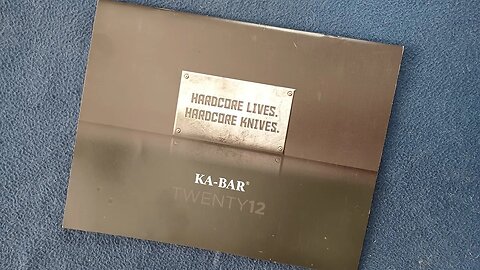 HARDCORE LIVES.
HARDCORE KNIVES.
KA-BAR®
TWENTY12